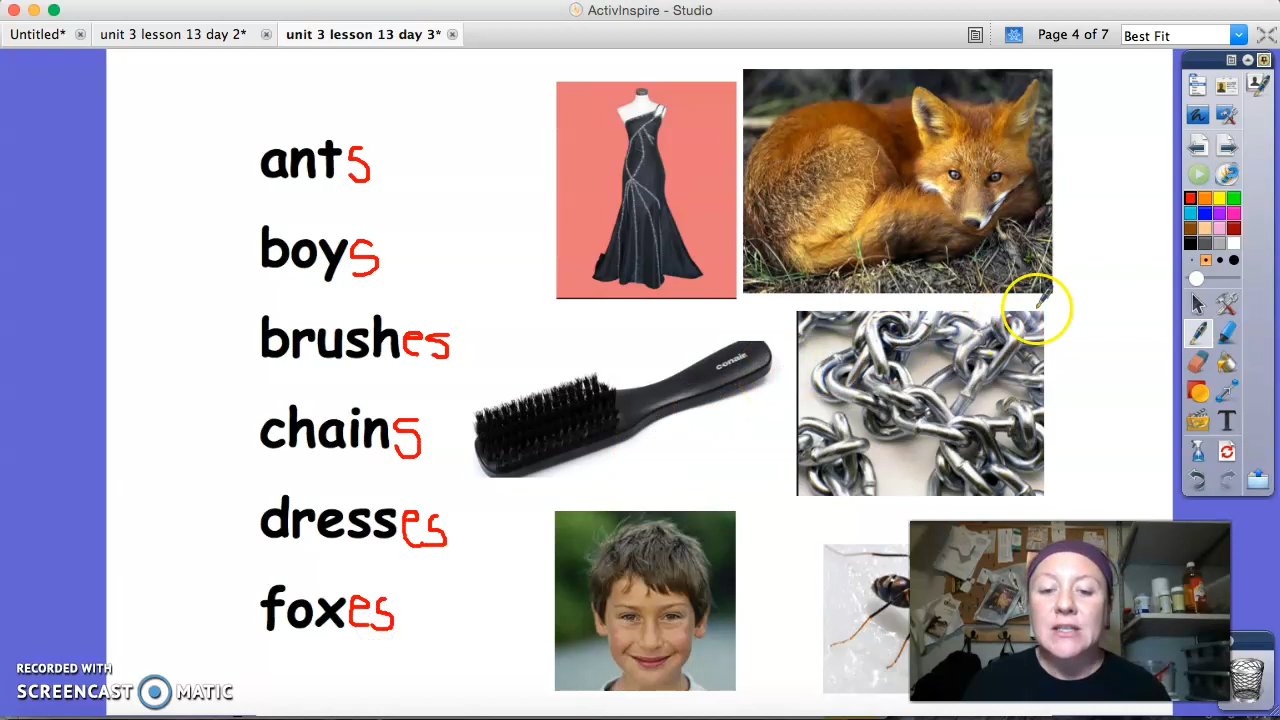 ActivInspire - Studio
Untitled*
unit 3 lesson 13 day 2*
unit 3 lesson 13 day 3*
Page 4 of 7
Best Fit
ants
boys
brushes
conair
chains
dresses
foxes
RECORDED WITH
SCREENCAST MATIC